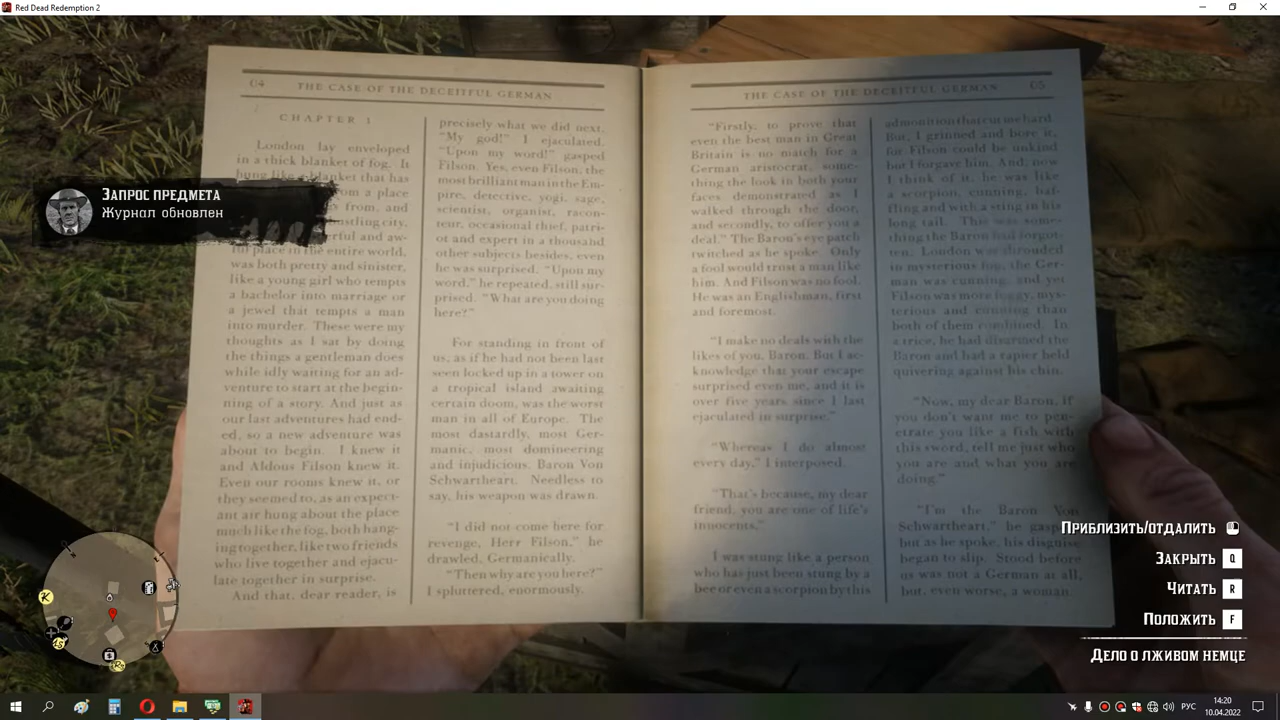 Red Dead Redemption 2
04 THE CASE OF THE DECEITFUL GERMAN
CHAPTER 1
London lay enveloped
in a thick blanket of fog. It
hung like a blanket that has
from a place
from, and
stling city,
erful and aw-
ful place in the entire world,
was both pretty and sinister,
like a young girl who tempts
a bachelor into marriage or
a jewel that tempts a man
into murder. These were my
thoughts as I sat by doing
the things a gentleman does
while idly waiting for an ad-
venture to start at the begin-
ning of a story. And just as
our last adventures had end-
ed, so a new adventure was
about to begin. I knew it
and Aldous Filson knew it.
Even our rooms knew it, or
they seemed to, as an expect-
ant air hung about the place
much like the fog, both hang-
ing together, like two friends
who live together and ejacu-
late together in surprise.
And that, dear reader, is
precisely what we did next.
"My god!" I ejaculated.
"Upon my word!" gasped
Filson. Yes, even Filson, the
most brilliant man in the Em-
pire, detective, yogi, sage,
scientist, organist, racon-
teur, occasional thief, patri-
ot and expert in a thousand
other subjects besides, even
he was surprised. "Upon my
word," he repeated, still sur-
prised. "What are you doing
here?"
For standing in front of
us, as if he had not been last
seen locked up in a tower on
a tropical island awaiting
certain doom, was the worst
man in all of Europe. The
most dastardly, most Ger-
manic, most domineering
and injudicious, Baron Von
Schwartheart. Needless to
say, his weapon was drawn.
"I did not come here for
revenge, Herr Filson," he
drawled, Germanically.
"Then why are you here?"
I spluttered, enormously.
THE CASE OF THE DECEITFUL GERMAN 05
"Firstly, to prove that
even the best man in Great
Britain is no match for a
German aristocrat, some-
thing the look in both your
faces demonstrated as I
walked through the door,
and secondly, to offer you a
deal." The Baron's eye patch
twitched as he spoke. Only
a fool would trust a man like
him. And Filson was no fool.
He was an Englishman, first
and foremost.
"I make no deals with the
likes of you, Baron. But I ac-
knowledge that your escape
surprised even me, and it is
over five years since I last
ejaculated in surprise."
"Whereas I do almost
every day," I interposed.
"That's because, my dear
friend, you are one of life's
innocents."
I was stung like a person
who has just been stung by a
bee or even a scorpion by this
admonition that cut me hard.
But, I grinned and bore it,
for Filson could be unkind
but I forgave him. And, now
I think of it, he was like
a scorpion, cunning, baf-
fling and with a sting in his
long tail. This was some-
thing the Baron had forgot-
ten. London was shrouded
in mysterious fog, the Ger-
man was cunning, and yet
Filson was more foggy, mys-
terious and cunning than
both of them combined. In
a trice, he had disarmed the
Baron and had a rapier held
quivering against his chin.
"Now, my dear Baron, if
you don't want me to pen-
etrate you like a fish with
this sword, tell me just who
you are and what you are
doing."
"I'm the Baron Von
Schwartheart," he gasped
but as he spoke, his disguise
began to slip. Stood before
us was not a German at all,
but, even worse, a woman.
Запрос предмета
Журнал обновлен
Приблизить/отдалить
Закрыть Q
Читать R
Положить F
Дело о лживом немце
РУС
14:20
10.04.2022